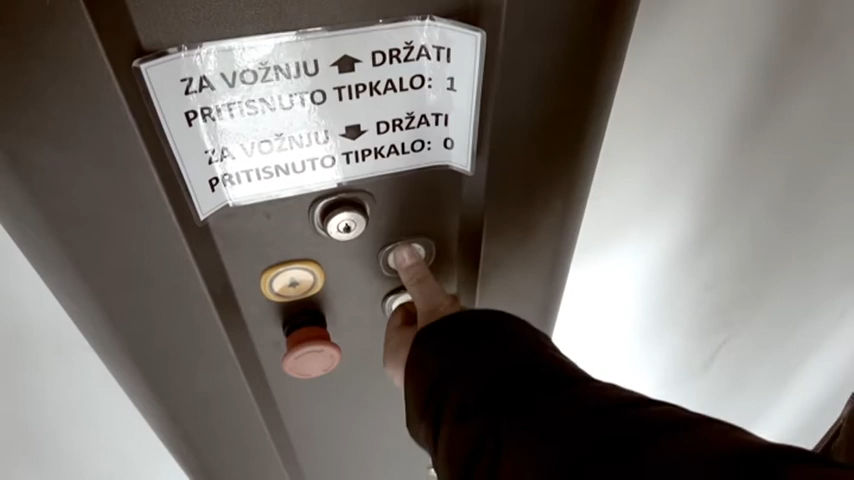 ZA VOŽNJU ⬆ DRŽATI
PRITISNUTO TIPKALO: 1
ZA VOŽNJU ⬇ DRŽATI
PRITISNUTO TIPKALO: 0